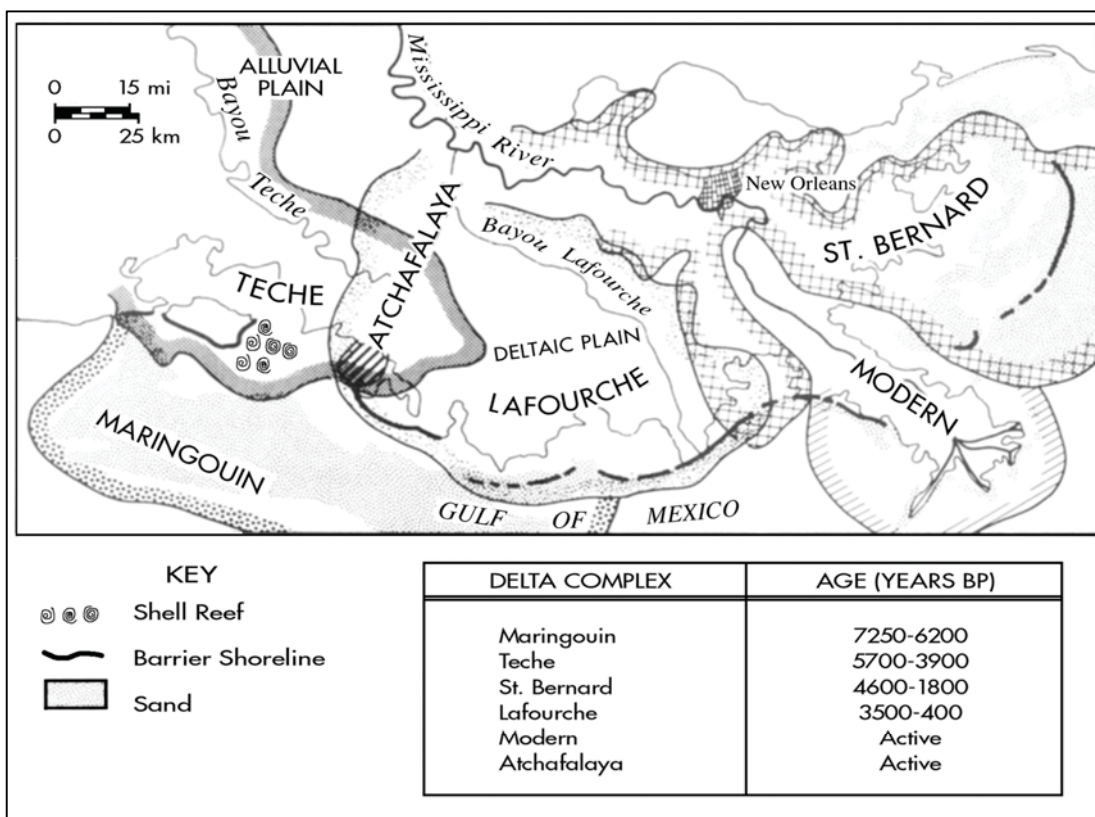 ALLUVIAL
PLAIN
0 15 mi
0 25 km
Bayou
Teche
Mississippi River
New Orleans
ST. BERNARD
ATCHAFALAYA
Bayou Lafourche
TECHE
DELTAIC PLAIN
LAFOURCHE
MODERN
MARINGOUIN
GULF OF MEXICO
KEY
Shell Reef
Barrier Shoreline
Sand
DELTA COMPLEX AGE (YEARS BP)
Maringouin 7250-6200
Teche 5700-3900
St. Bernard 4600-1800
Lafourche 3500-400
Modern Active
Atchafalaya Active